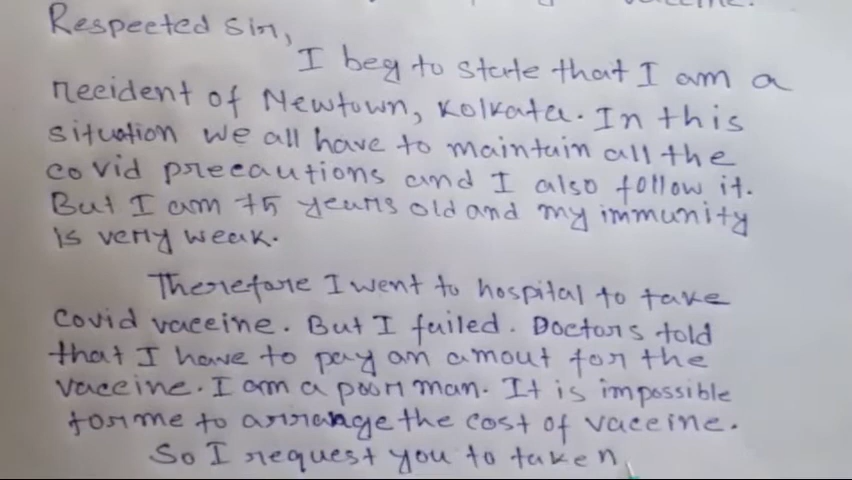 Respected Sir,
I beg to state that I am a
recident of Newtown, Kolkata. In this
situation we all have to maintain all the
covid precautions and I also follow it.
But I am 75 years old and my immunity
is very weak.
Therefore I went to hospital to take
covid vaccine. But I failed. Doctors told
that I have to pay an amout for the
vaccine. I am a poor man. It is impossible
for me to arrange the cost of vaccine.
So I request you to take n